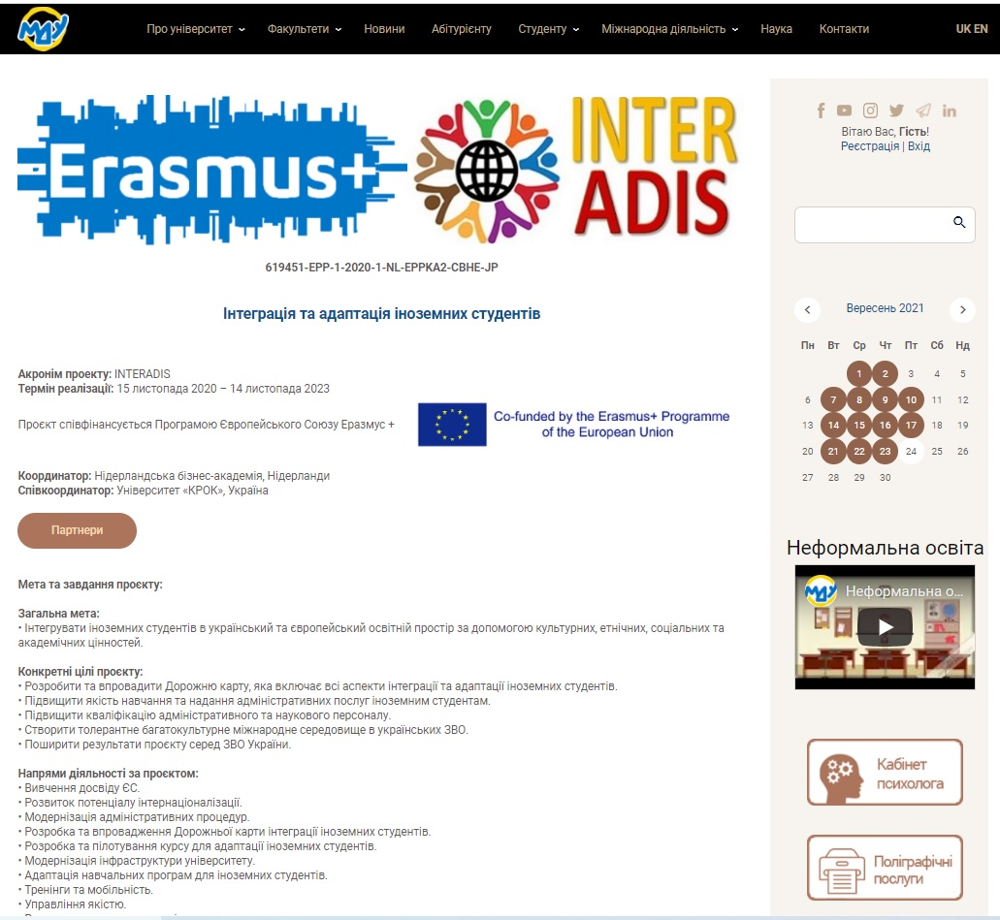 МДУ
Про університет Факультети Новини Абітурієнту Студенту Міжнародна діяльність Наука Контакти UK EN
Erasmus+
INTER
ADIS
619451-EPP-1-2020-1-NL-EPPKA2-CBHE-JP
Інтеграція та адаптація іноземних студентів
Акронім проекту: INTERADIS
Термін реалізації: 15 листопада 2020 – 14 листопада 2023
Проєкт співфінансується Програмою Європейського Союзу Еразмус +
Co-funded by the Erasmus+ Programme
of the European Union
Координатор: Нідерландська бізнес-академія, Нідерланди
Співкоординатор: Університет «КРОК», Україна
Партнери
Мета та завдання проєкту:
Загальна мета:
• Інтегрувати іноземних студентів в український та європейський освітній простір за допомогою культурних, етнічних, соціальних та
академічних цінностей.
Конкретні цілі проєкту:
• Розробити та впровадити Дорожню карту, яка включає всі аспекти інтеграції та адаптації іноземних студентів.
• Підвищити якість навчання та надання адміністративних послуг іноземним студентам.
• Підвищити кваліфікацію адміністративного та наукового персоналу.
• Створити толерантне багатокультурне міжнародне середовище в українських ЗВО.
• Поширити результати проєкту серед ЗВО України.
Напрями діяльності за проєктом:
• Вивчення досвіду ЄС.
• Розвиток потенціалу інтернаціоналізації.
• Модернізація адміністративних процедур.
• Розробка та впровадження Дорожньої карти інтеграції іноземних студентів.
• Розробка та пілотування курсу для адаптації іноземних студентів.
• Модернізація інфраструктури університету.
• Адаптація навчальних програм для іноземних студентів.
• Тренінги та мобільність.
• Управління якістю.
Вітаю Вас, Гість!
Реєстрація | Вхід
Вересень 2021
Пн Вт Ср Чт Пт Сб Нд
1 2 3 4 5
6 7 8 9 10 11 12
13 14 15 16 17 18 19
20 21 22 23 24 25 26
27 28 29 30
Неформальна освіта
МДУ Неформальна о...
Кабінет
психолога
Поліграфічні
послуги